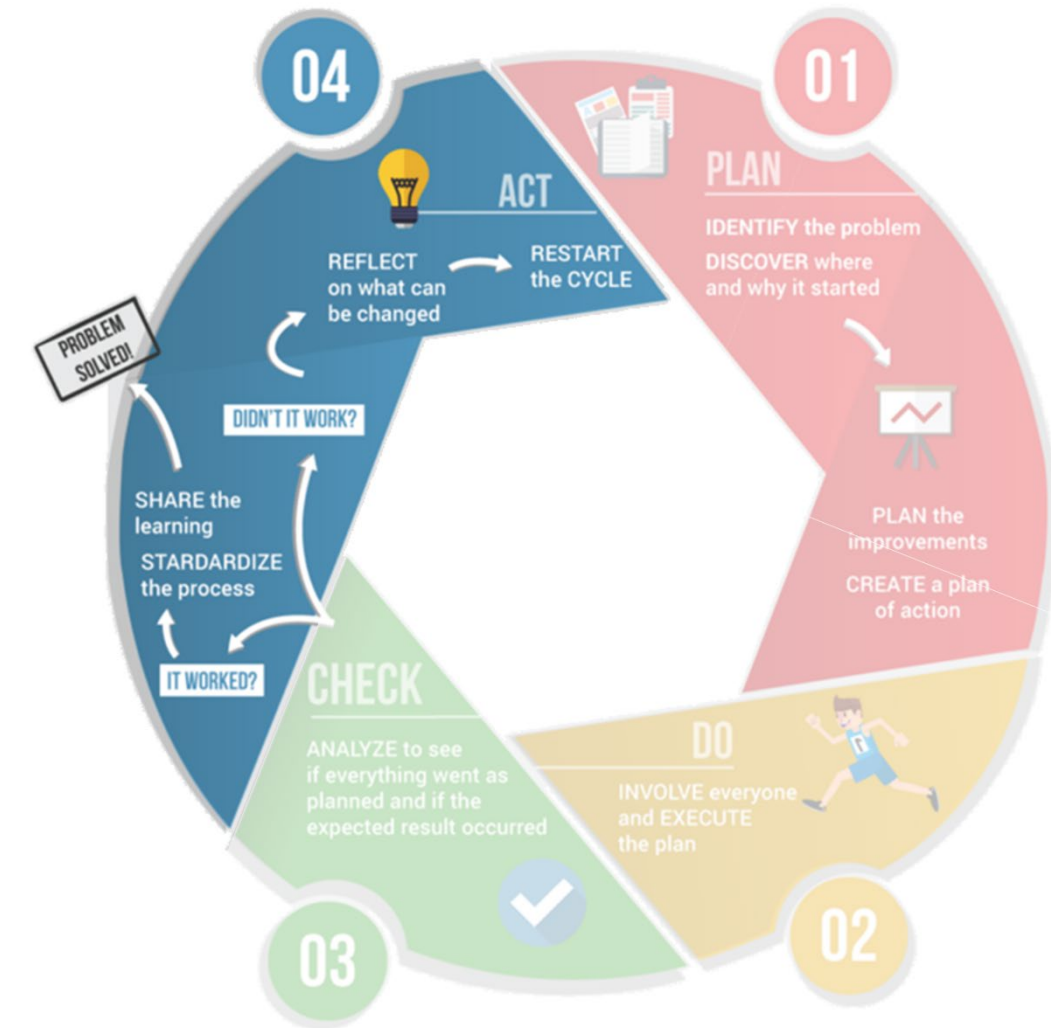 01
PLAN
IDENTIFY the problem
DISCOVER where
and why it started
PLAN the
improvements
CREATE a plan
of action
02
DO
INVOLVE everyone
and EXECUTE
the plan
03
CHECK
ANALYZE to see
if everything went as
planned and if the
expected result occurred
04
ACT
IT WORKED?
STARDARDIZE
the process
SHARE the
learning
PROBLEM
SOLVED!
DIDN'T IT WORK?
REFLECT
on what can
be changed
RESTART
the CYCLE